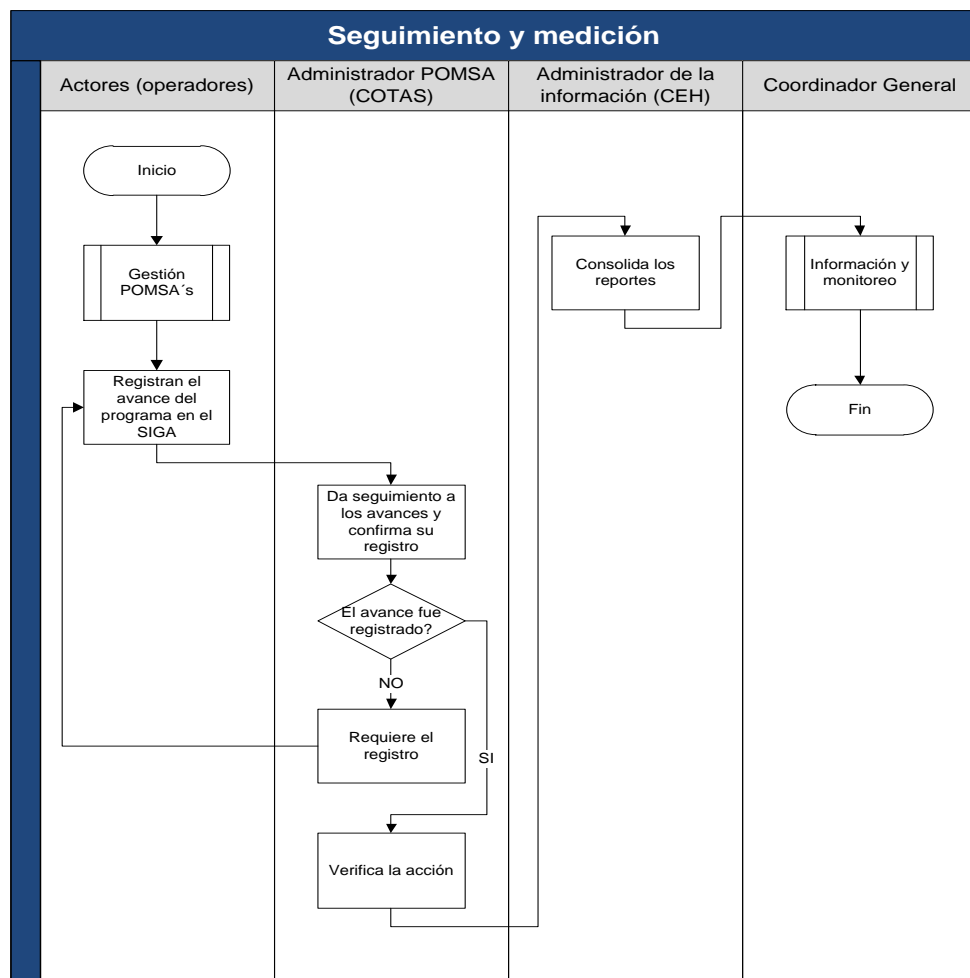 Seguimiento y medición
Actores (operadores)
Administrador POMSA
(COTAS)
Administrador de la
información (CEH)
Coordinador General
Inicio
Gestión
POMSA´s
Registran el
avance del
programa en el
SIGA
Da seguimiento a
los avances y
confirma su
registro
El avance fue
registrado?
NO
Requiere el
registro
SI
Verifica la acción
Consolida los
reportes
Información y
monitoreo
Fin